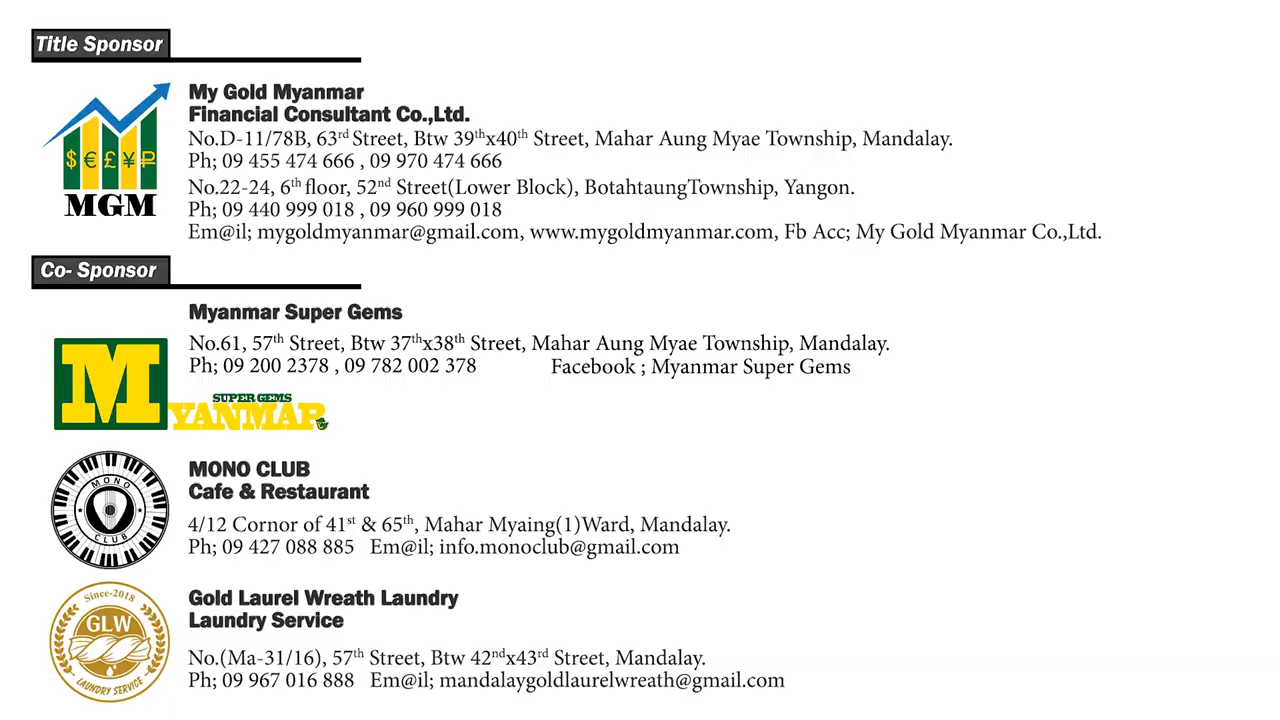 Title Sponsor
My Gold Myanmar
Financial Consultant Co.,Ltd.
No.D-11/78B, 63rd Street, Btw 39thx40th Street, Mahar Aung Myae Township, Mandalay.
Ph; 09 455 474 666 , 09 970 474 666
$ € £ ¥ ₽
MGM
No.22-24, 6th floor, 52nd Street(Lower Block), BotahtaungTownship, Yangon.
Ph; 09 440 999 018 , 09 960 999 018
Em@il; mygoldmyanmar@gmail.com, www.mygoldmyanmar.com, Fb Acc; My Gold Myanmar Co.,Ltd.
Co- Sponsor
Myanmar Super Gems
No.61, 57th Street, Btw 37thx38th Street, Mahar Aung Myae Township, Mandalay.
Ph; 09 200 2378 , 09 782 002 378 Facebook ; Myanmar Super Gems
SUPER GEMS
MYANMAR
MONO CLUB
Cafe & Restaurant
4/12 Cornor of 41st & 65th, Mahar Myaing(1)Ward, Mandalay.
Ph; 09 427 088 885 Em@il; info.monoclub@gmail.com
MONO
CLUB
Gold Laurel Wreath Laundry
Laundry Service
No.(Ma-31/16), 57th Street, Btw 42ndx43rd Street, Mandalay.
Ph; 09 967 016 888 Em@il; mandalaygoldlaurelwreath@gmail.com
Since-2018
GLW
LAUNDRY SERVICE